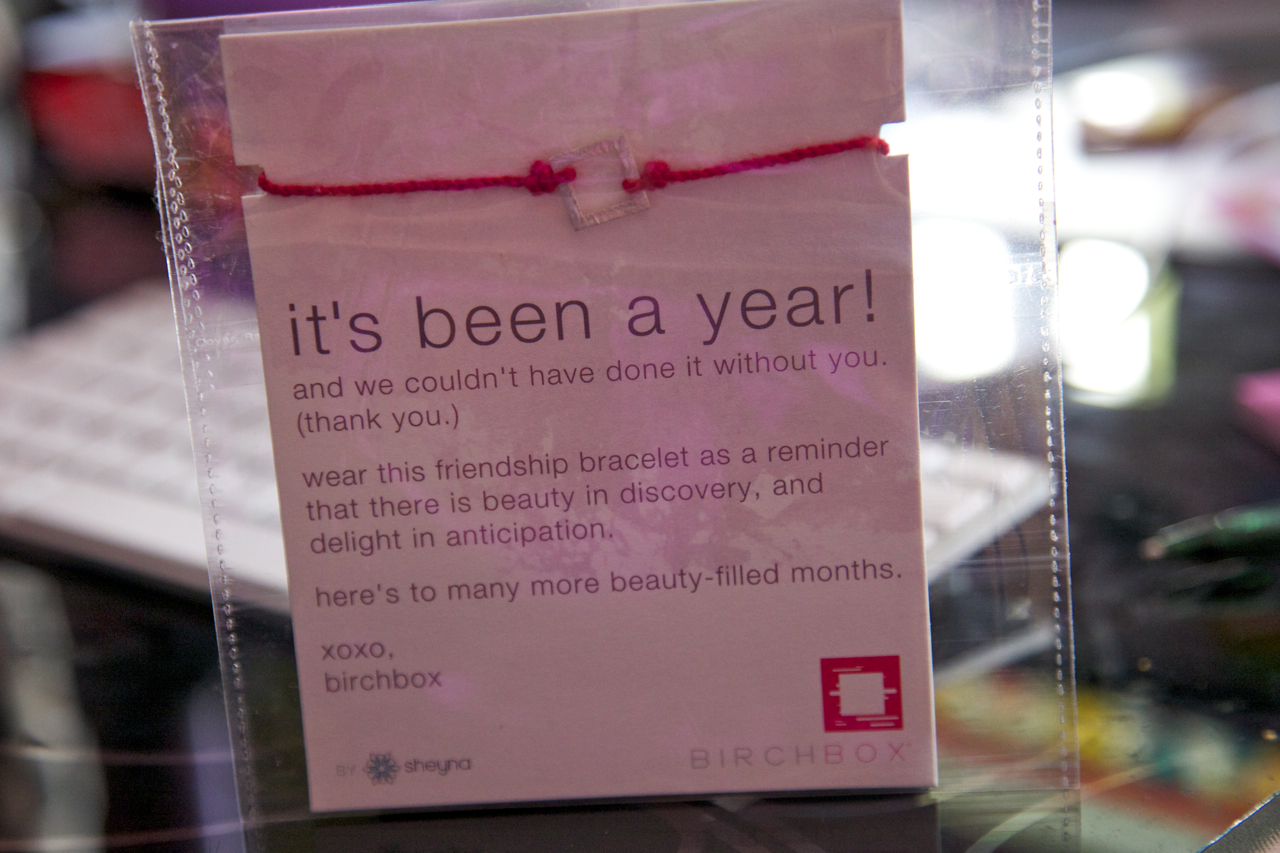 it's been a year!
and we couldn't have done it without you.
(thank you.)
wear this friendship bracelet as a reminder
that there is beauty in discovery, and
delight in anticipation.
here's to many more beauty-filled months.
xoxo,
birchbox
BY sheyna
BIRCHBOX